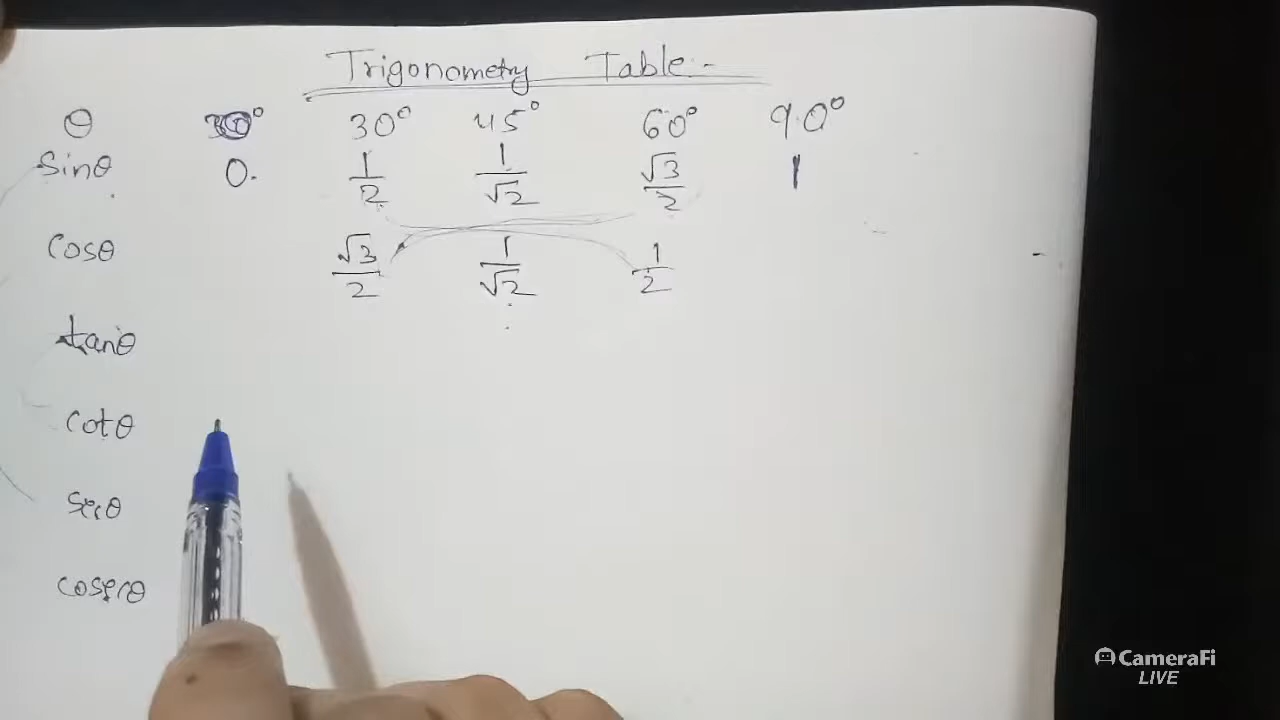 Trigonometry Table:-
θ 0° 30° 45° 60° 90°
sinθ 0. 1/2 1/√2 √3/2 1
cosθ √3/2 1/√2 1/2
tanθ
cotθ
secθ
cosecθ
CameraFi
LIVE